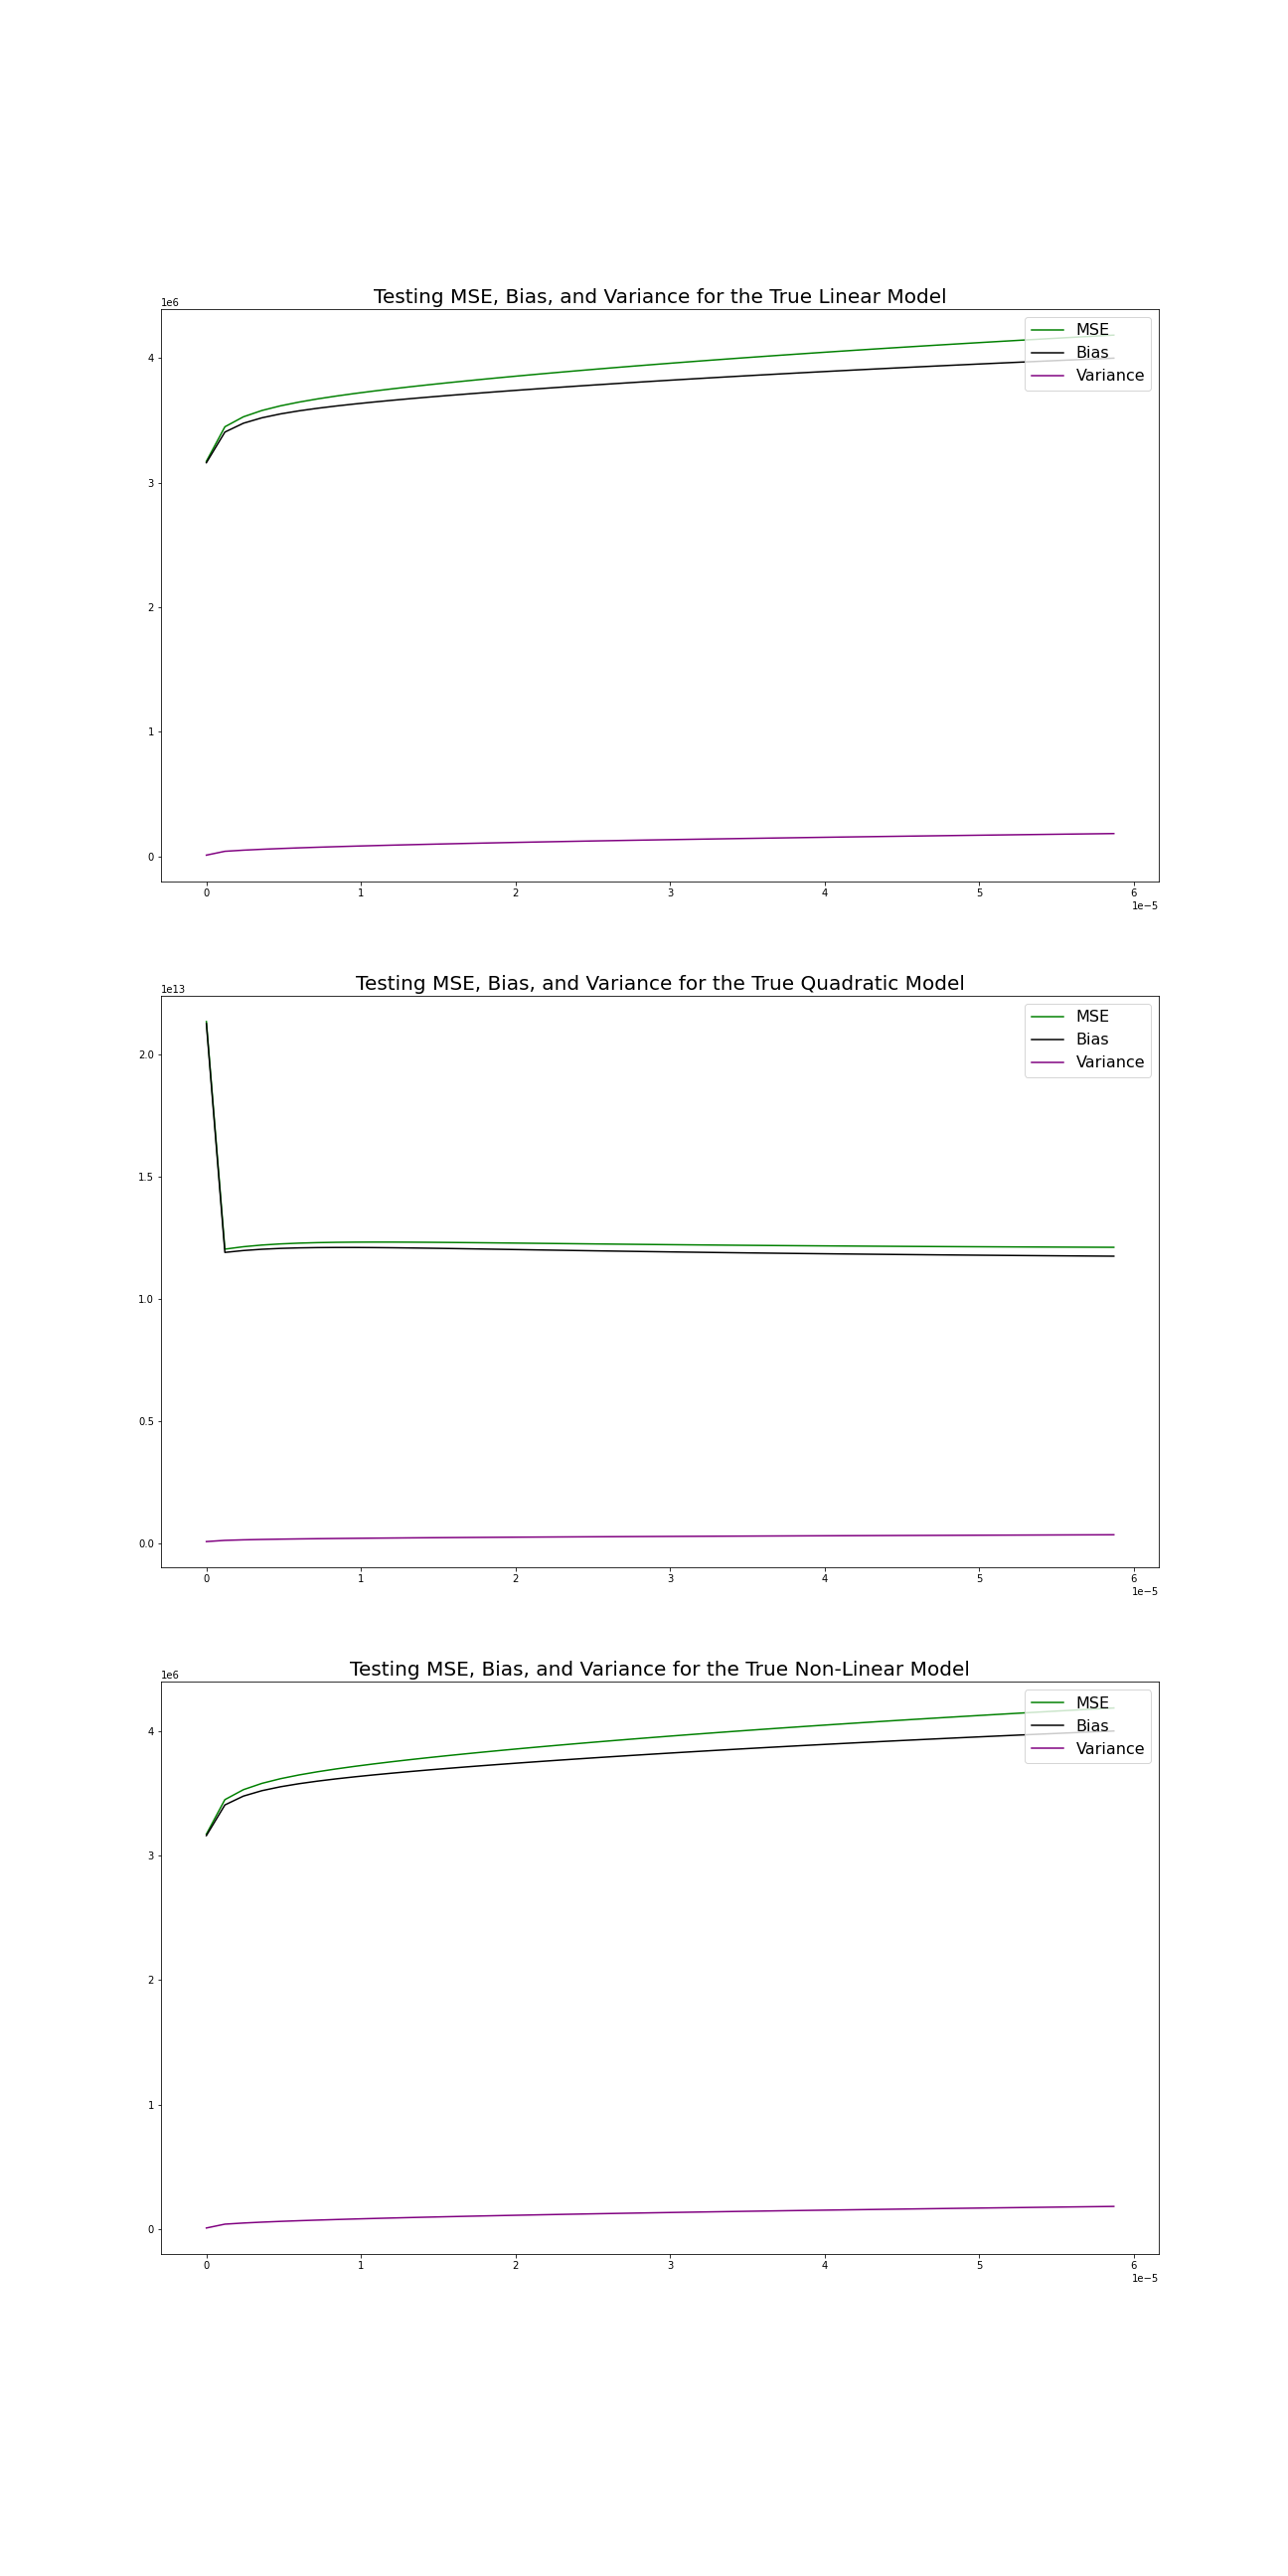 Testing MSE, Bias, and Variance for the True Linear Model
1e6
MSE
Bias
Variance
4
3
2
1
0
0 1 2 3 4 5 6
1e−5
Testing MSE, Bias, and Variance for the True Quadratic Model
1e13
MSE
Bias
Variance
2.0
1.5
1.0
0.5
0.0
0 1 2 3 4 5 6
1e−5
Testing MSE, Bias, and Variance for the True Non-Linear Model
1e6
MSE
Bias
Variance
4
3
2
1
0
0 1 2 3 4 5 6
1e−5